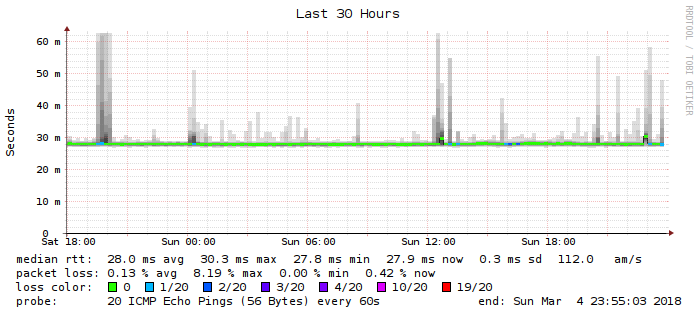 Last 30 Hours
RRDTOOL / TOBI OETIKER
Seconds
60 m
50 m
40 m
30 m
20 m
10 m
0
Sat 18:00 Sun 00:00 Sun 06:00 Sun 12:00 Sun 18:00
median rtt: 28.0 ms avg 30.3 ms max 27.8 ms min 27.9 ms now 0.3 ms sd 112.0 am/s
packet loss: 0.13 % avg 8.19 % max 0.00 % min 0.42 % now
loss color: 0 1/20 2/20 3/20 4/20 10/20 19/20
probe: 20 ICMP Echo Pings (56 Bytes) every 60s end: Sun Mar 4 23:55:03 2018